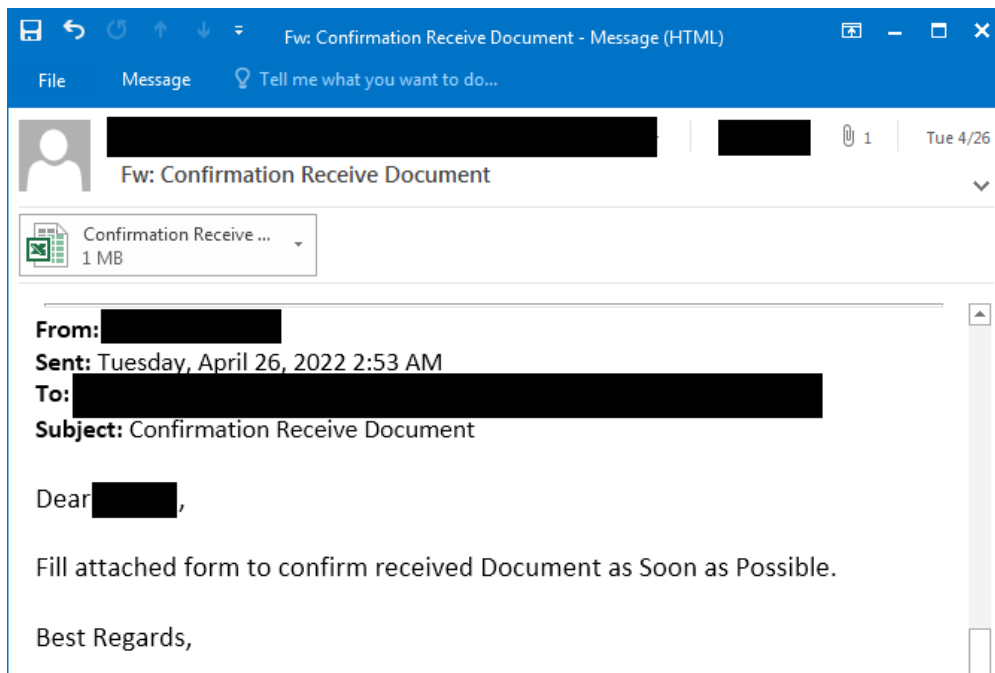 Fw: Confirmation Receive Document - Message (HTML)
File Message Tell me what you want to do...
1 Tue 4/26
Fw: Confirmation Receive Document
Confirmation Receive ...
1 MB
From:
Sent: Tuesday, April 26, 2022 2:53 AM
To:
Subject: Confirmation Receive Document
Dear ,
Fill attached form to confirm received Document as Soon as Possible.
Best Regards,